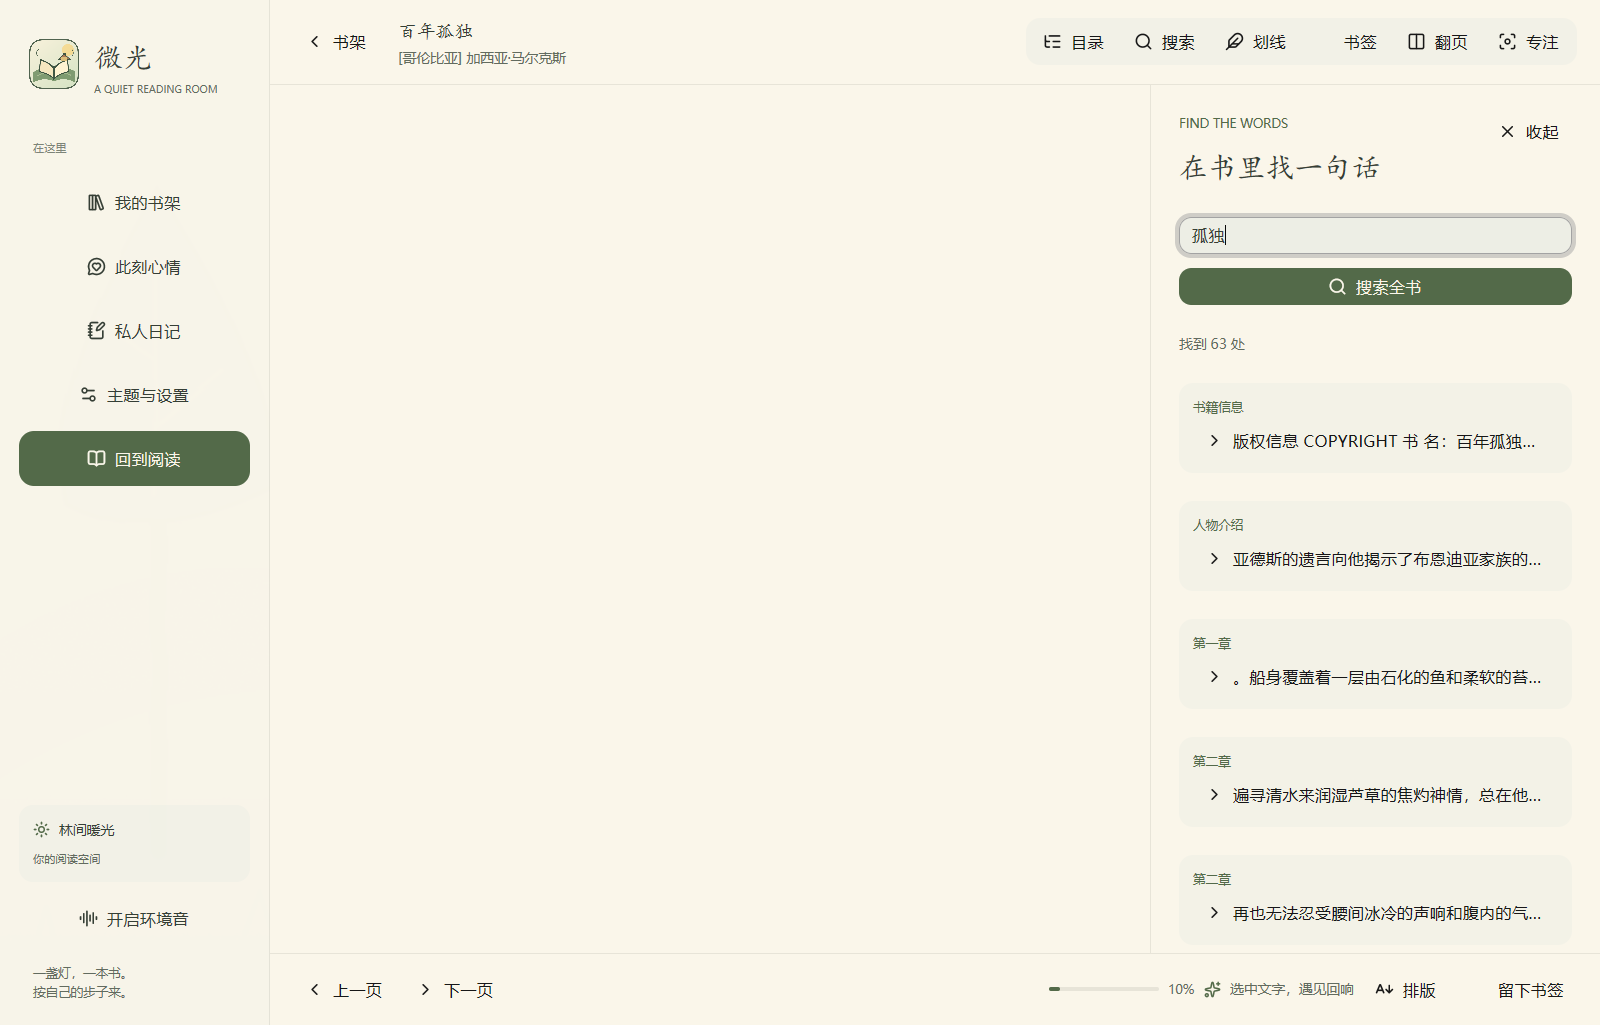 微光
A QUIET READING ROOM
在这里
我的书架
此刻心情
私人日记
主题与设置
回到阅读
林间暖光
你的阅读空间
开启环境音
一盏灯，一本书。
按自己的步子来。
书架
百年孤独
[哥伦比亚] 加西亚·马尔克斯
目录
搜索
划线
书签
翻页
专注
FIND THE WORDS
收起
在书里找一句话
孤独
搜索全书
找到 63 处
书籍信息
版权信息 COPYRIGHT 书 名：百年孤独...
人物介绍
亚德斯的遗言向他揭示了布恩迪亚家族的...
第一章
。船身覆盖着一层由石化的鱼和柔软的苔...
第二章
遍寻清水来润湿芦草的焦灼神情，总在他...
第二章
再也无法忍受腰间冰冷的声响和腹内的气...
上一页
下一页
10%
选中文字，遇见回响
排版
留下书签